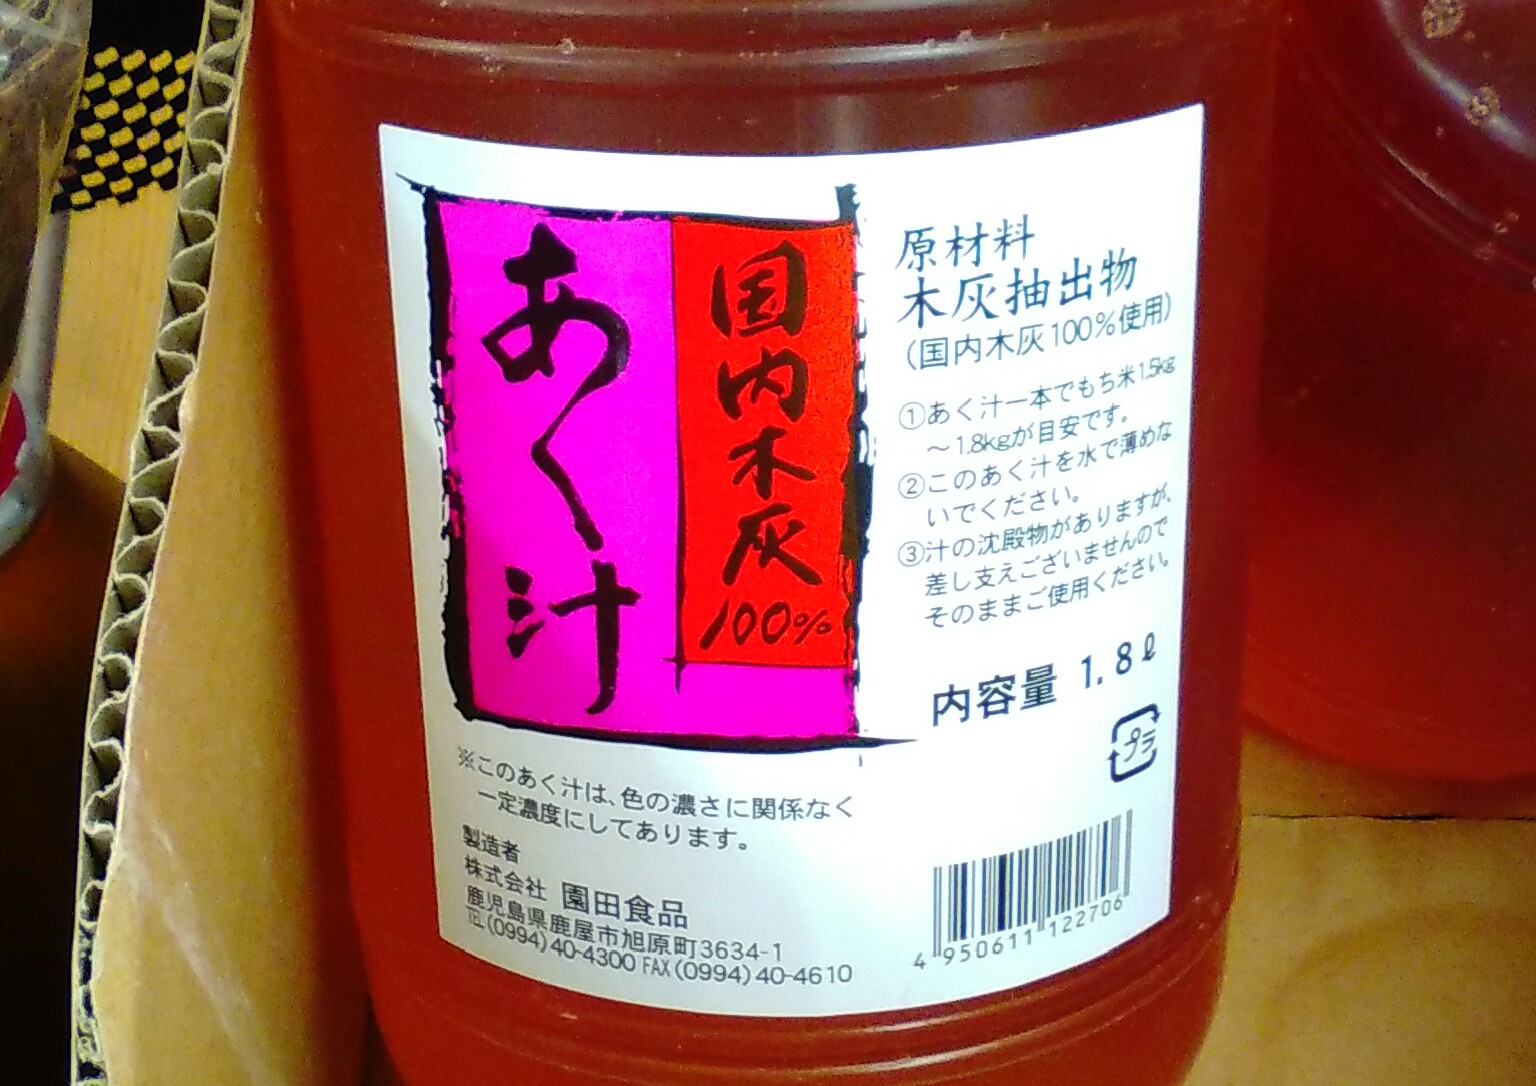 国内木灰100%
あく汁
原材料
木灰抽出物
(国内木灰100%使用)
①あく汁一本でもち米1.5kg
～1.8kgが目安です。
②このあく汁を水で薄めな
いでください。
③汁の沈殿物がありますが、
差し支えございませんので
そのままご使用ください。
内容量 1.8ℓ
プラ
※このあく汁は、色の濃さに関係なく
一定濃度にしてあります。
製造者
株式会社 園田食品
鹿児島県鹿屋市旭原町3634-1
TEL(0994)40-4300 FAX(0994)40-4610
4 950611 122706